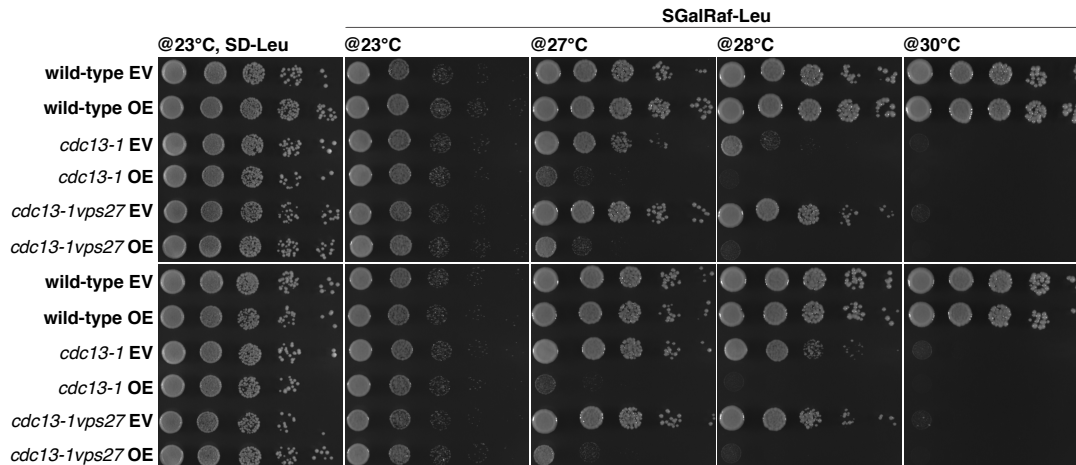 SGalRaf-Leu
@23°C, SD-Leu @23°C @27°C @28°C @30°C
wild-type EV
wild-type OE
cdc13-1 EV
cdc13-1 OE
cdc13-1vps27 EV
cdc13-1vps27 OE
wild-type EV
wild-type OE
cdc13-1 EV
cdc13-1 OE
cdc13-1vps27 EV
cdc13-1vps27 OE